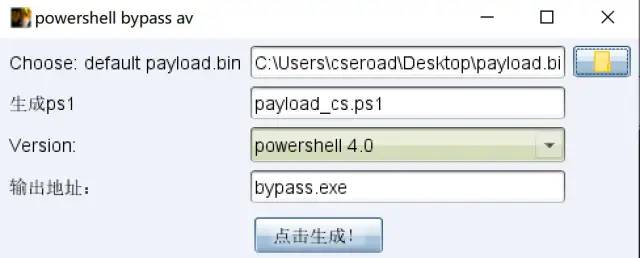 powershell bypass av
Choose: default payload.bin C:\Users\cseroad\Desktop\payload.bi
生成ps1 payload_cs.ps1
Version: powershell 4.0
输出地址： bypass.exe
点击生成！